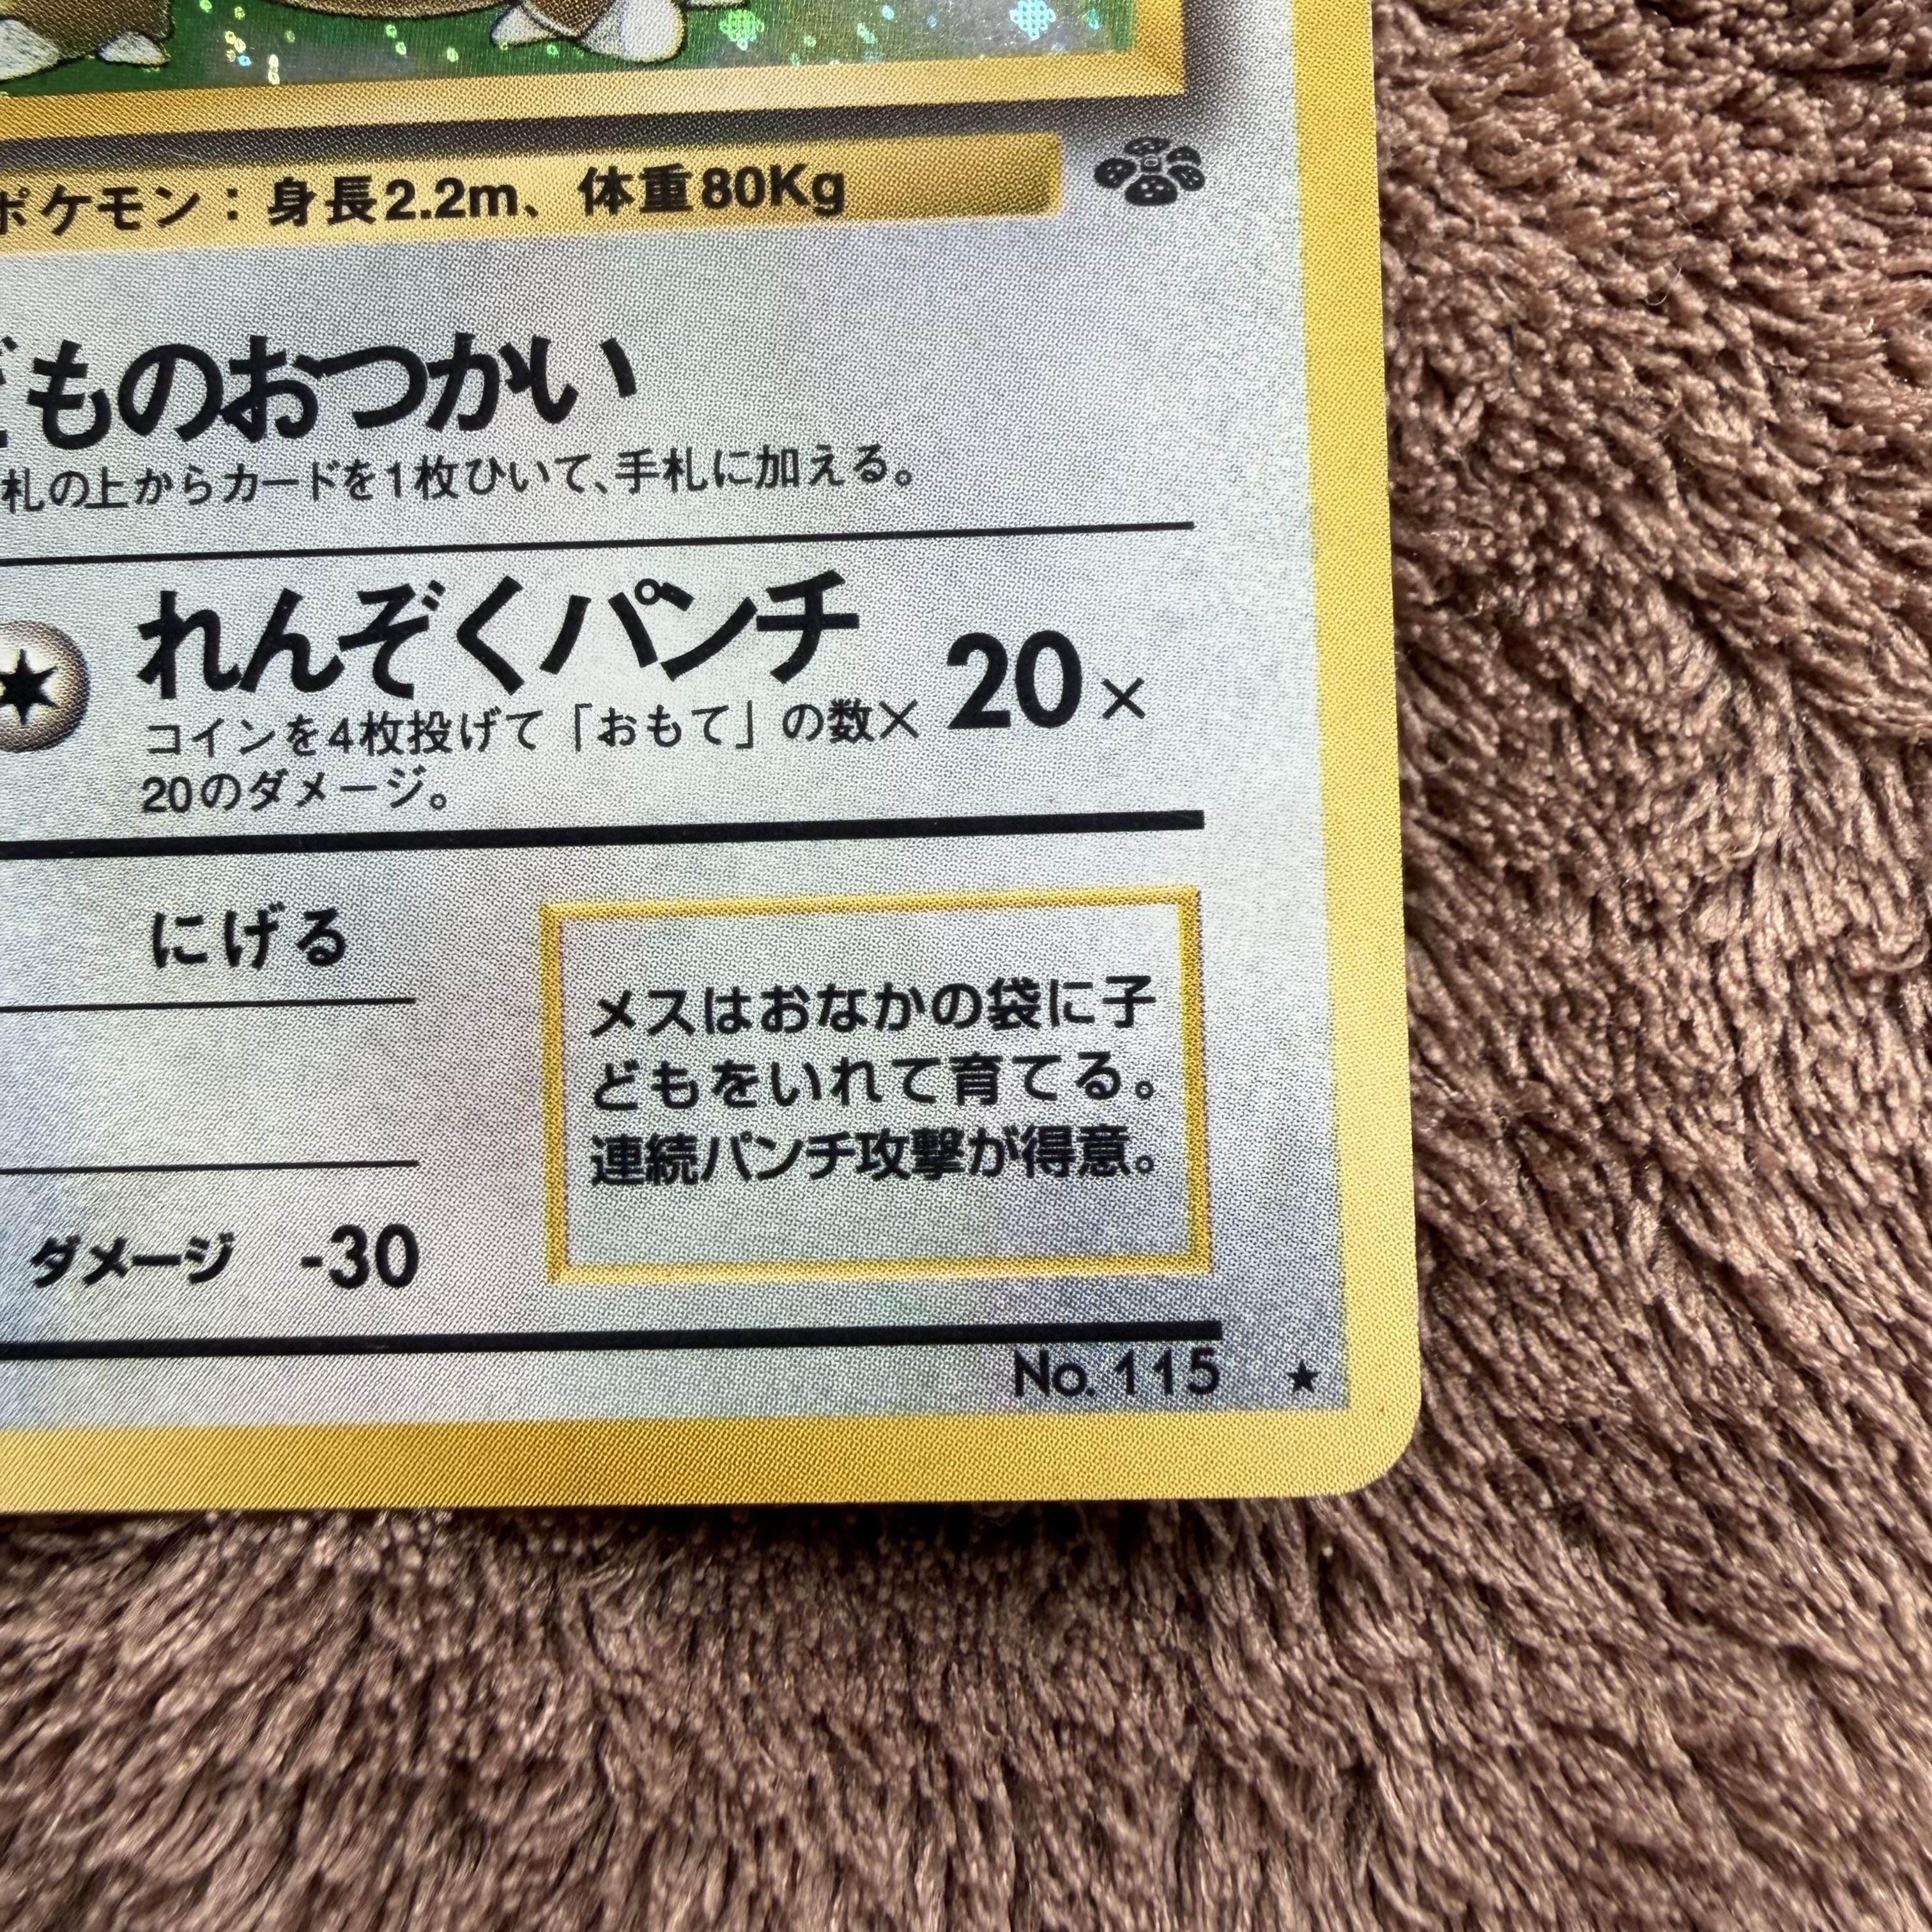 ポケモン：身長2.2m、体重80Kg
どものおつかい
札の上からカードを1枚ひいて、手札に加える。
れんぞくパンチ 20×
コインを4枚投げて「おもて」の数×
20のダメージ。
にげる
メスはおなかの袋に子
どもをいれて育てる。
連続パンチ攻撃が得意。
ダメージ -30
No. 115 ★